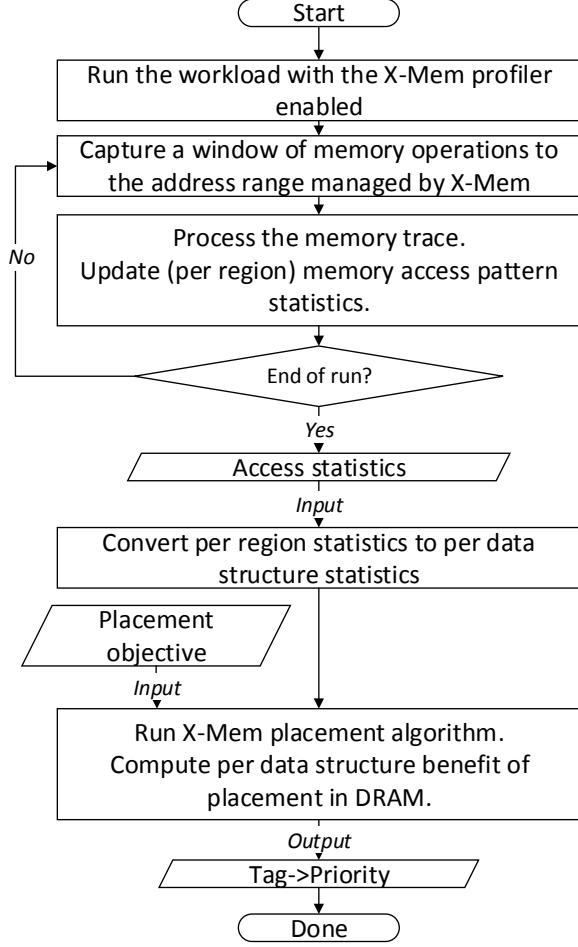 Start
Run the workload with the X-Mem profiler
enabled
Capture a window of memory operations to
the address range managed by X-Mem
No
Process the memory trace.
Update (per region) memory access pattern
statistics.
End of run?
Yes
Access statistics
Input
Convert per region statistics to per data
structure statistics
Placement
objective
Input
Run X-Mem placement algorithm.
Compute per data structure benefit of
placement in DRAM.
Output
Tag->Priority
Done